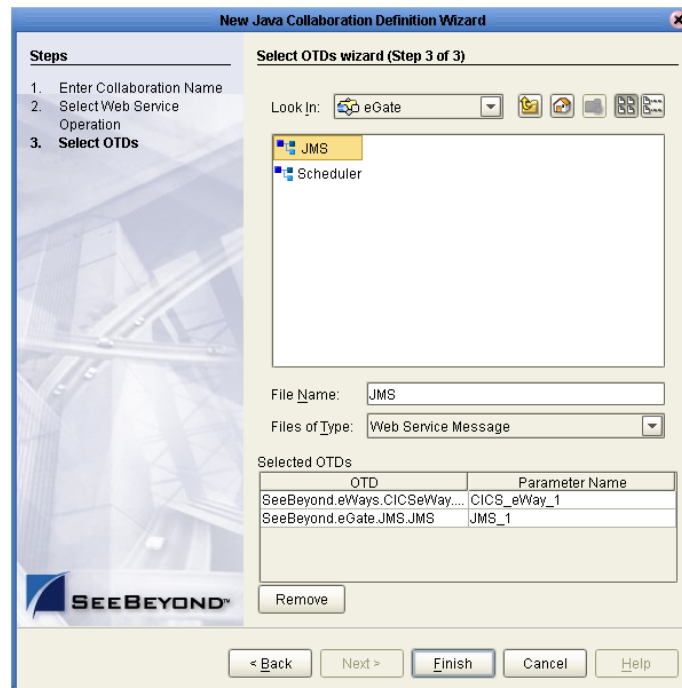 New Java Collaboration Definition Wizard
Steps
1. Enter Collaboration Name
2. Select Web Service
Operation
3. Select OTDs
SEEBEYOND™
Select OTDs wizard (Step 3 of 3)
Look In: eGate
JMS
Scheduler
File Name: JMS
Files of Type: Web Service Message
Selected OTDs
OTD Parameter Name
SeeBeyond.eWays.CICSeWay.... CICS_eWay_1
SeeBeyond.eGate.JMS.JMS JMS_1
Remove
< Back Next > Finish Cancel Help